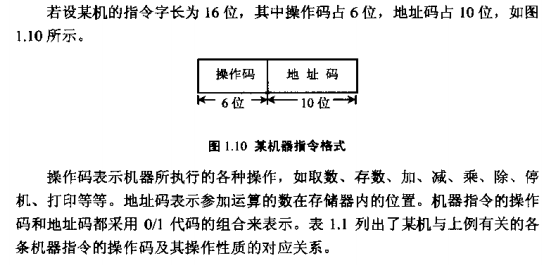 若设某机的指令字长为 16 位，其中操作码占 6 位，地址码占 10 位，如图
1.10 所示。
操作码 地 址 码
6 位 10 位
图 1.10 某机器指令格式
操作码表示机器所执行的各种操作，如取数、存数、加、减、乘、除、停
机、打印等等。地址码表示参加运算的数在存储器内的位置。机器指令的操作
码和地址码都采用 0/1 代码的组合来表示。表 1.1 列出了某机与上例有关的各
条机器指令的操作码及其操作性质的对应关系。